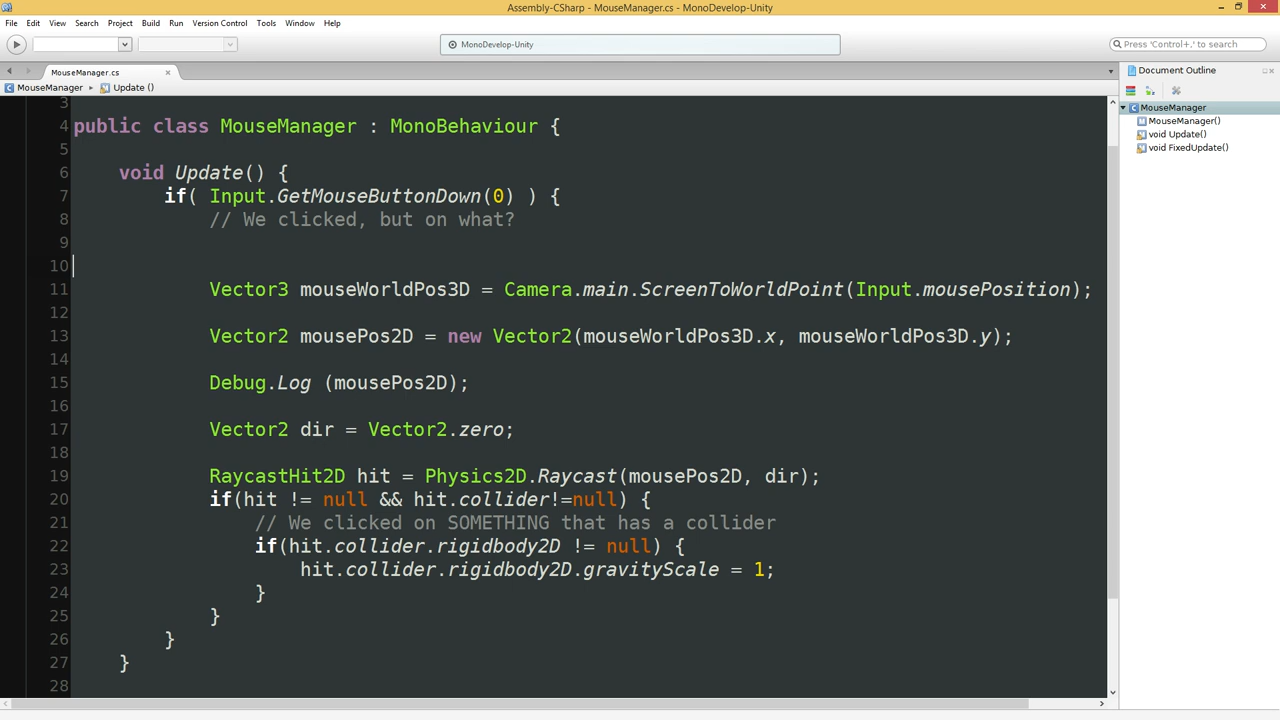 Assembly-CSharp - MouseManager.cs - MonoDevelop-Unity
File Edit View Search Project Build Run Version Control Tools Window Help
MonoDevelop-Unity
Press 'Control+,' to search
MouseManager.cs
MouseManager Update ()
Document Outline
MouseManager
MouseManager()
void Update()
void FixedUpdate()
3
4 public class MouseManager : MonoBehaviour {
5
6 void Update() {
7 if( Input.GetMouseButtonDown(0) ) {
8 // We clicked, but on what?
9
10
11 Vector3 mouseWorldPos3D = Camera.main.ScreenToWorldPoint(Input.mousePosition);
12
13 Vector2 mousePos2D = new Vector2(mouseWorldPos3D.x, mouseWorldPos3D.y);
14
15 Debug.Log (mousePos2D);
16
17 Vector2 dir = Vector2.zero;
18
19 RaycastHit2D hit = Physics2D.Raycast(mousePos2D, dir);
20 if(hit != null && hit.collider!=null) {
21 // We clicked on SOMETHING that has a collider
22 if(hit.collider.rigidbody2D != null) {
23 hit.collider.rigidbody2D.gravityScale = 1;
24 }
25 }
26 }
27 }
28